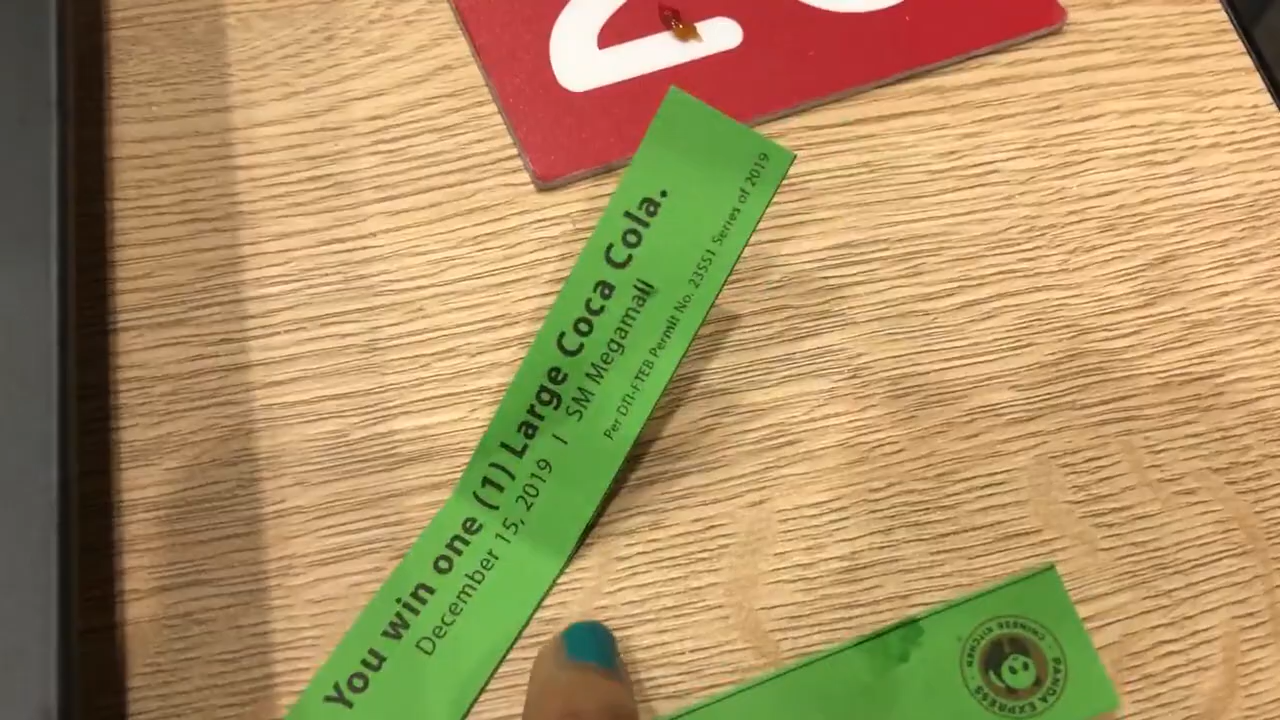 You win one (1) Large Coca Cola.
December 15, 2019 | SM Megamall
Per DTI-FTEB Permit No. 23551 Series of 2019
CHINESE KITCHEN
PANDA EXPRESS